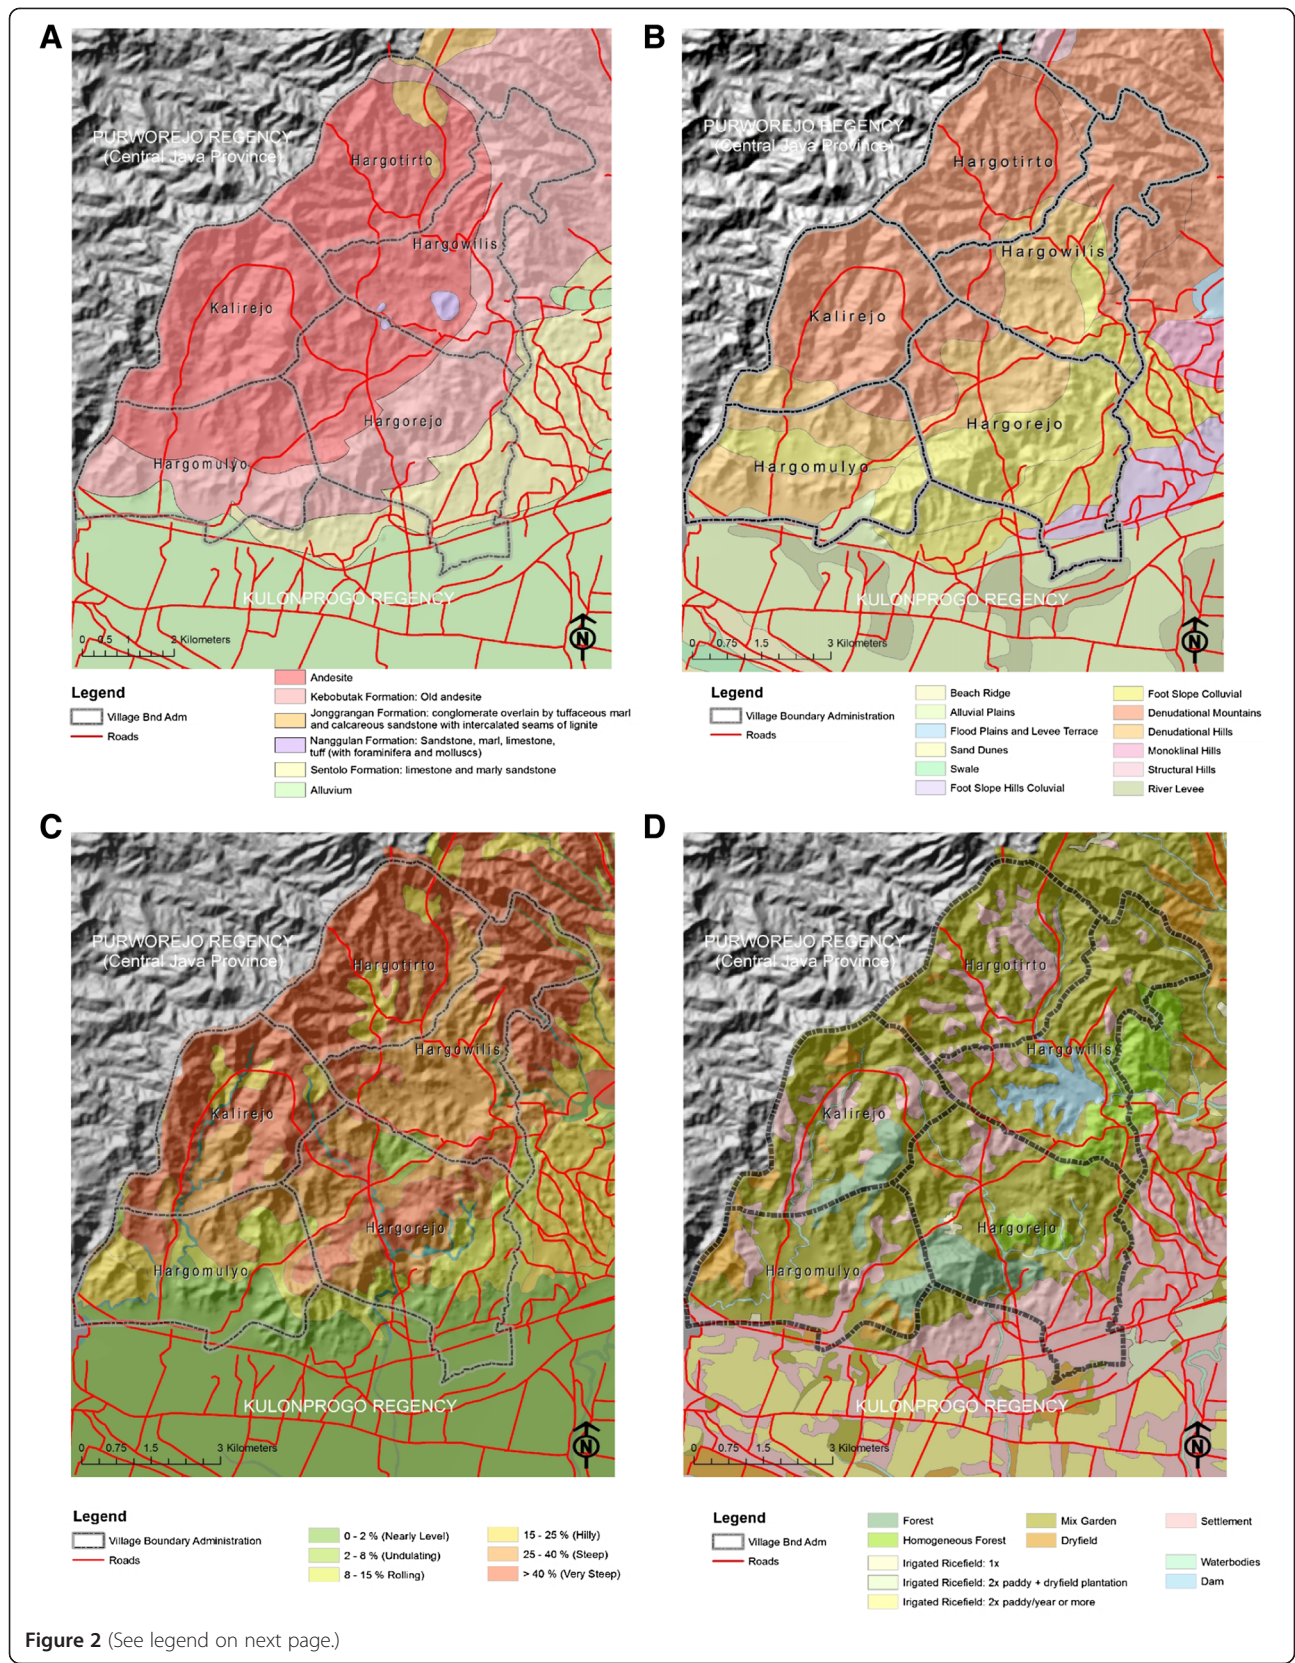 A
PURWOREJO REGENCY
(Central Java Province)
Hargotirto
Hargowilis
Kalirejo
Hargorejo
Hargomulyo
KULONPROGO REGENCY
0 0.5 1 2 Kilometers
N
Legend
Village Bnd Adm
Roads
Andesite
Kebobutak Formation: Old andesite
Jonggrangan Formation: conglomerate overlain by tuffaceous marl
and calcareous sandstone with intercalated seams of lignite
Nanggulan Formation: Sandstone, marl, limestone,
tuff (with foraminifera and molluscs)
Sentolo Formation: limestone and marly sandstone
Alluvium
B
PURWOREJO REGENCY
(Central Java Province)
Hargotirto
Hargowilis
Kalirejo
Hargorejo
Hargomulyo
KULONPROGO REGENCY
0 0.75 1.5 3 Kilometers
N
Legend
Village Boundary Administration
Roads
Beach Ridge
Alluvial Plains
Flood Plains and Levee Terrace
Sand Dunes
Swale
Foot Slope Hills Coluvial
Foot Slope Colluvial
Denudational Mountains
Denudational Hills
Monoklinal Hills
Structural Hills
River Levee
C
PURWOREJO REGENCY
(Central Java Province)
Hargotirto
Hargowilis
Kalirejo
Hargorejo
Hargomulyo
KULONPROGO REGENCY
0 0.75 1.5 3 Kilometers
N
Legend
Village Boundary Administration
Roads
0 - 2 % (Nearly Level)
2 - 8 % (Undulating)
8 - 15 % Rolling)
15 - 25 % (Hilly)
25 - 40 % (Steep)
> 40 % (Very Steep)
D
PURWOREJO REGENCY
(Central Java Province)
Hargotirto
Hargowilis
Kalirejo
Hargorejo
Hargomulyo
KULONPROGO REGENCY
0 0.75 1.5 3 Kilometers
N
Legend
Village Bnd Adm
Roads
Forest
Homogeneous Forest
Irigated Ricefield: 1x
Irigated Ricefield: 2x paddy + dryfield plantation
Irigated Ricefield: 2x paddy/year or more
Mix Garden
Dryfield
Settlement
Waterbodies
Dam
Figure 2 (See legend on next page.)